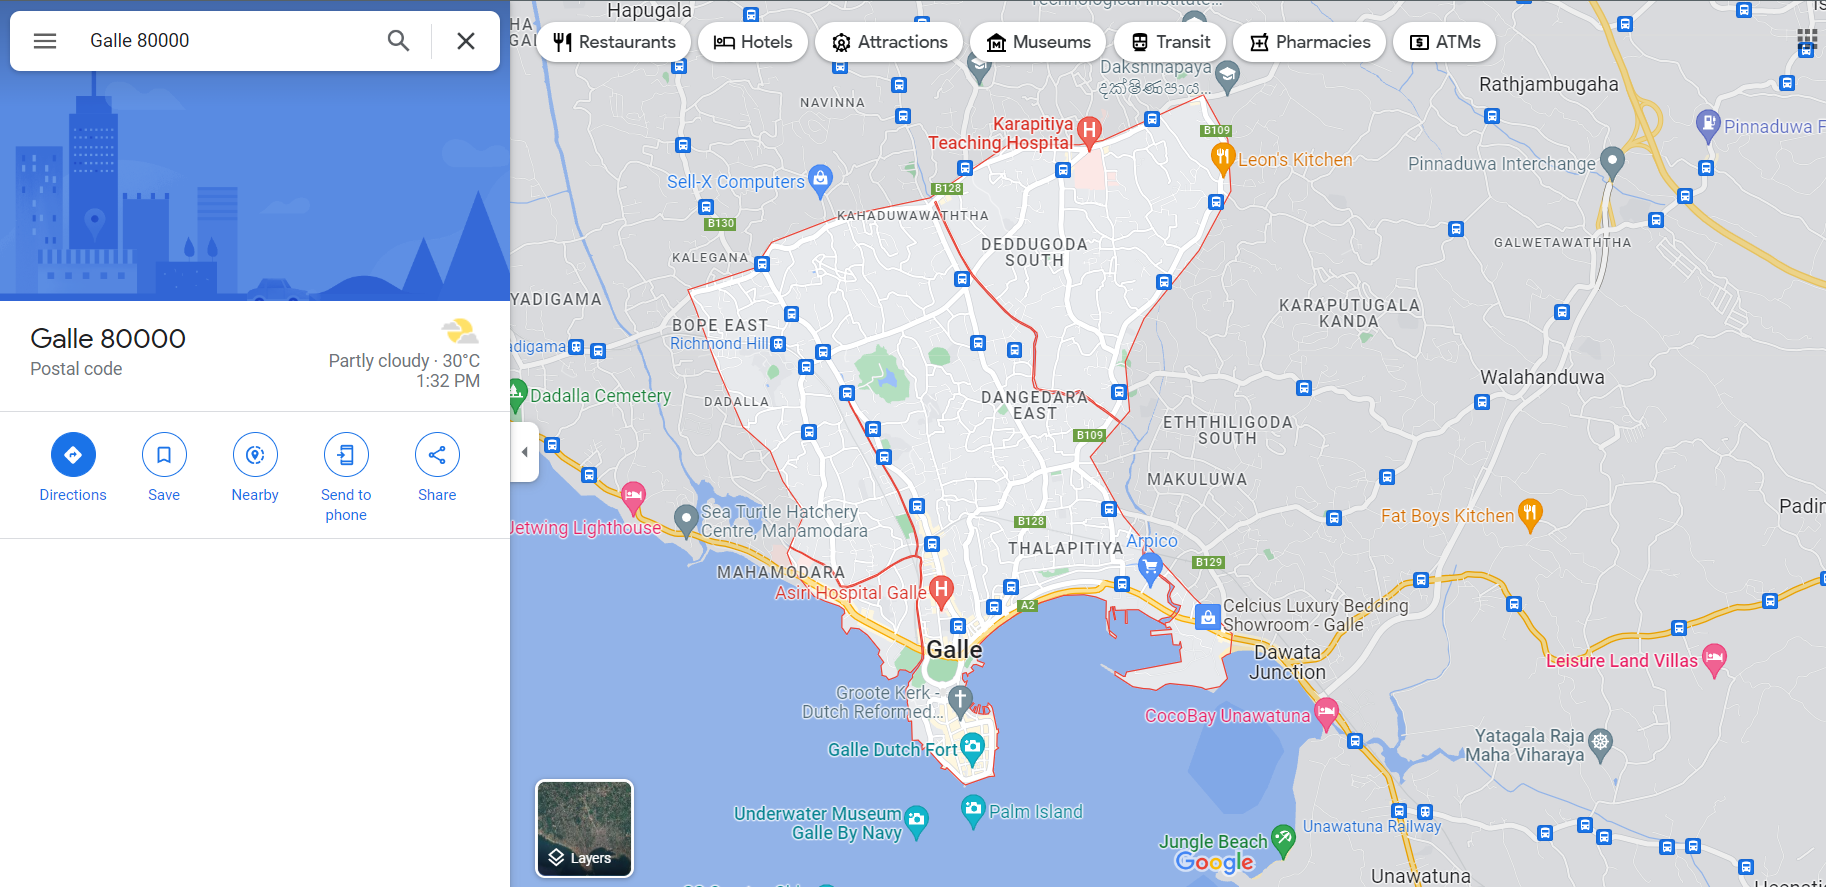 Galle 80000
Galle 80000
Postal code
Partly cloudy · 30°C
1:32 PM
Directions
Save
Nearby
Send to
phone
Share
Restaurants
Hotels
Attractions
Museums
Transit
Pharmacies
ATMs
Hapugala
Dakshinapaya
Rathjambugaha
NAVINNA
Karapitiya
Teaching Hospital
B109
Pinnaduwa F
Leon's Kitchen
Pinnaduwa Interchange
Sell-X Computers
B128
KAHADUWAWATHTHA
B130
DEDDUGODA
SOUTH
GALWETAWATHTHA
KALEGANA
YADIGAMA
KARAPUTUGALA
KANDA
BOPE EAST
Richmond Hill
adigama
Walahanduwa
Dadalla Cemetery
DADALLA
DANGEDARA
EAST
ETHTHILIGODA
SOUTH
B109
MAKULUWA
Jetwing Lighthouse
Sea Turtle Hatchery
Centre, Mahamodara
B128
Fat Boys Kitchen
Padin
THALAPITIYA
Arpico
B129
MAHAMODARA
Asiri Hospital Galle
A2
Celcius Luxury Bedding
Showroom - Galle
Galle
Dawata
Junction
Leisure Land Villas
Groote Kerk -
Dutch Reformed...
CocoBay Unawatuna
Galle Dutch Fort
Yatagala Raja
Maha Viharaya
Underwater Museum
Galle By Navy
Palm Island
Unawatuna Railway
Jungle Beach
Google
Layers
Unawatuna